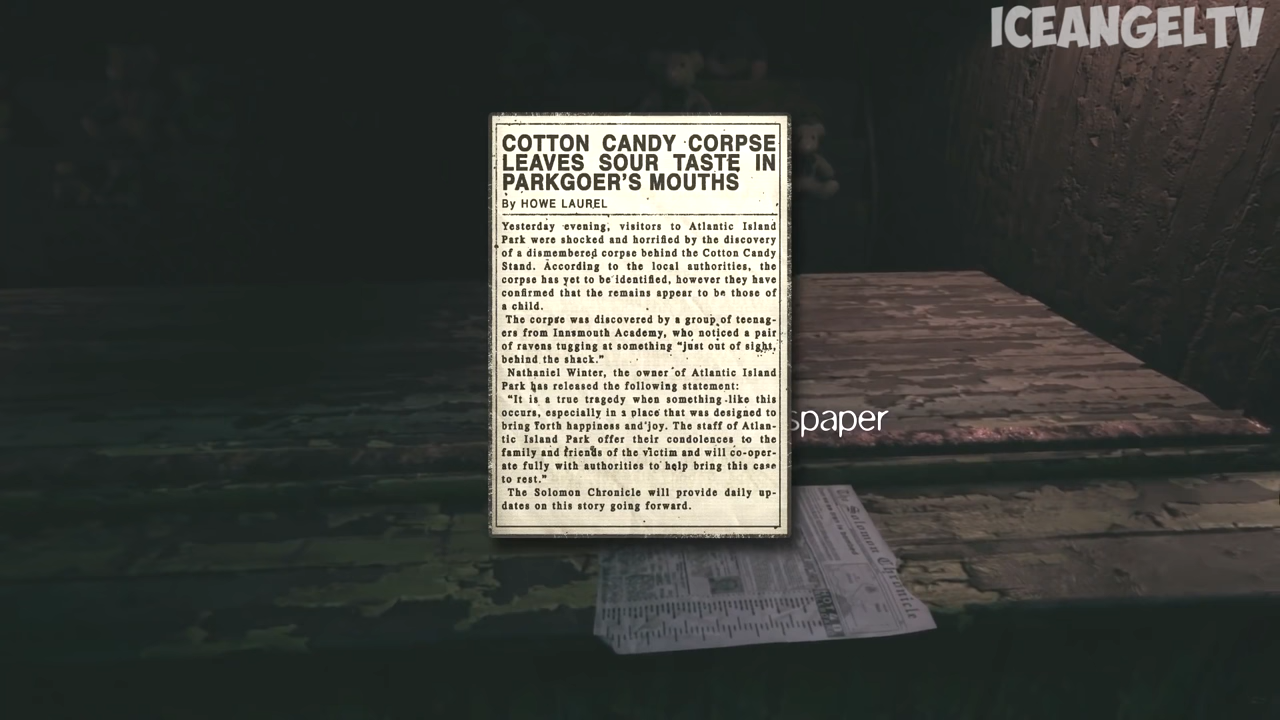 ICEANGELTV
COTTON CANDY CORPSE
LEAVES SOUR TASTE IN
PARKGOER'S MOUTHS
By HOWE LAUREL
Yesterday evening, visitors to Atlantic Island
Park were shocked and horrified by the discovery
of a dismembered corpse behind the Cotton Candy
Stand. According to the local authorities, the
corpse has yet to be identified, however they have
confirmed that the remains appear to be those of
a child.
The corpse was discovered by a group of teenag-
ers from Innsmouth Academy, who noticed a pair
of ravens tugging at something "just out of sight,
behind the shack."
Nathaniel Winter, the owner of Atlantic Island
Park has released the following statement:
"It is a true tragedy when something like this
occurs, especially in a place that was designed to
bring forth happiness and joy. The staff of Atlan-
tic Island Park offer their condolences to the
family and friends of the victim and will co-oper-
ate fully with authorities to help bring this case
to rest."
The Solomon Chronicle will provide daily up-
dates on this story going forward.
spaper
The Solomon Chronicle